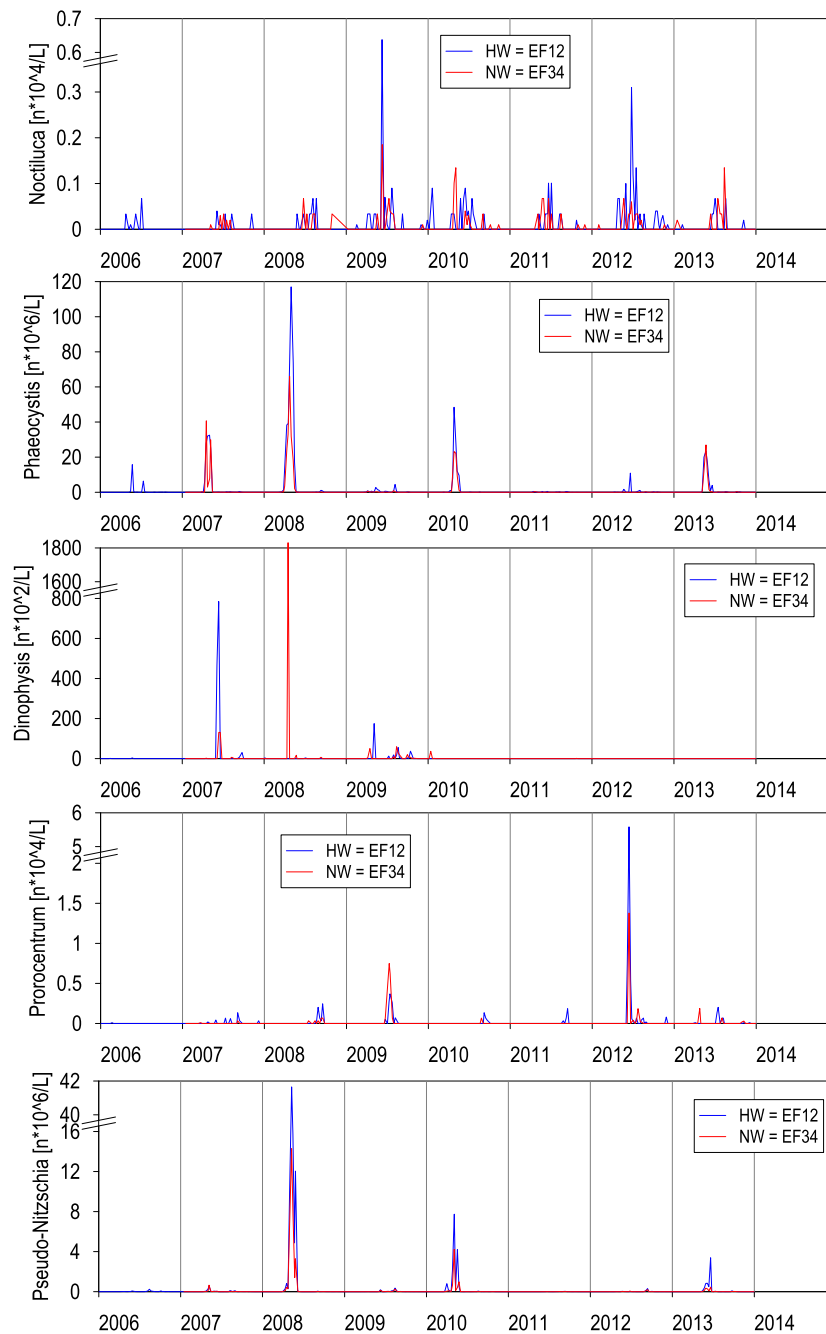 0.7
HW = EF12
NW = EF34
0.6
0.3
0.2
0.1
0
Noctiluca [n*10^4/L]
2006 2007 2008 2009 2010 2011 2012 2013 2014
120
HW = EF12
NW = EF34
100
80
60
40
20
0
Phaeocystis [n*10^6/L]
2006 2007 2008 2009 2010 2011 2012 2013 2014
1800
HW = EF12
NW = EF34
1600
800
600
400
200
0
Dinophysis [n*10^2/L]
2006 2007 2008 2009 2010 2011 2012 2013 2014
6
HW = EF12
NW = EF34
5
2
1.5
1
0.5
0
Prorocentrum [n*10^4/L]
2006 2007 2008 2009 2010 2011 2012 2013 2014
42
HW = EF12
NW = EF34
40
16
12
8
4
0
Pseudo-Nitzschia [n*10^6/L]
2006 2007 2008 2009 2010 2011 2012 2013 2014